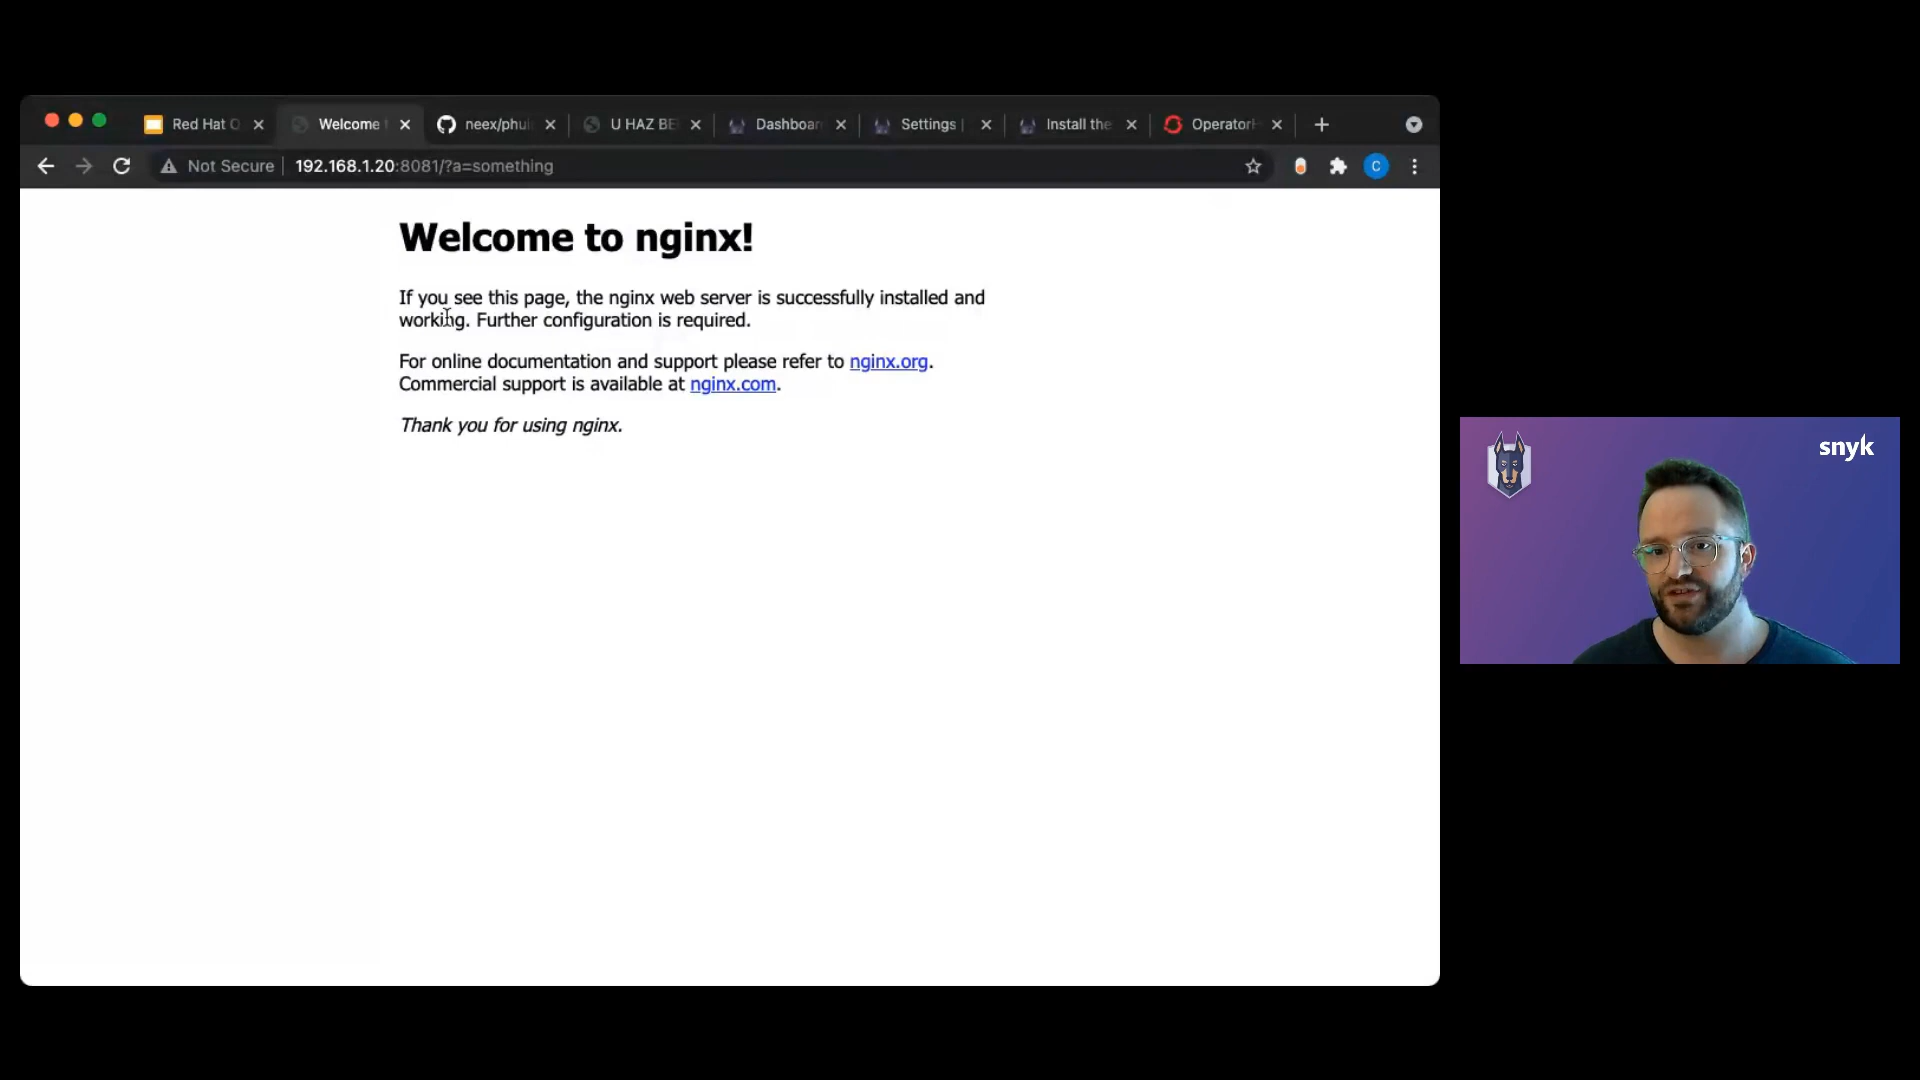 Red Hat O
Welcome
neex/phui
U HAZ BE
Dashboar
Settings
Install the
Operator
Not Secure
192.168.1.20:8081/?a=something
C
Welcome to nginx!
If you see this page, the nginx web server is successfully installed and
working. Further configuration is required.
For online documentation and support please refer to nginx.org.
Commercial support is available at nginx.com.
Thank you for using nginx.
snyk